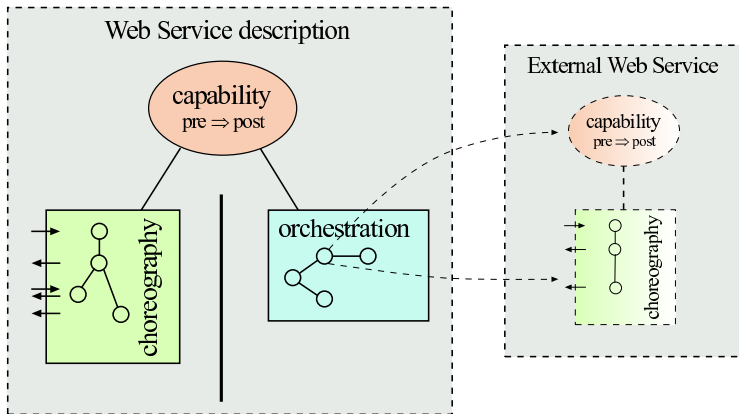 Web Service description
capability
pre ⇒ post
choreography
orchestration
External Web Service
capability
pre ⇒ post
choreography